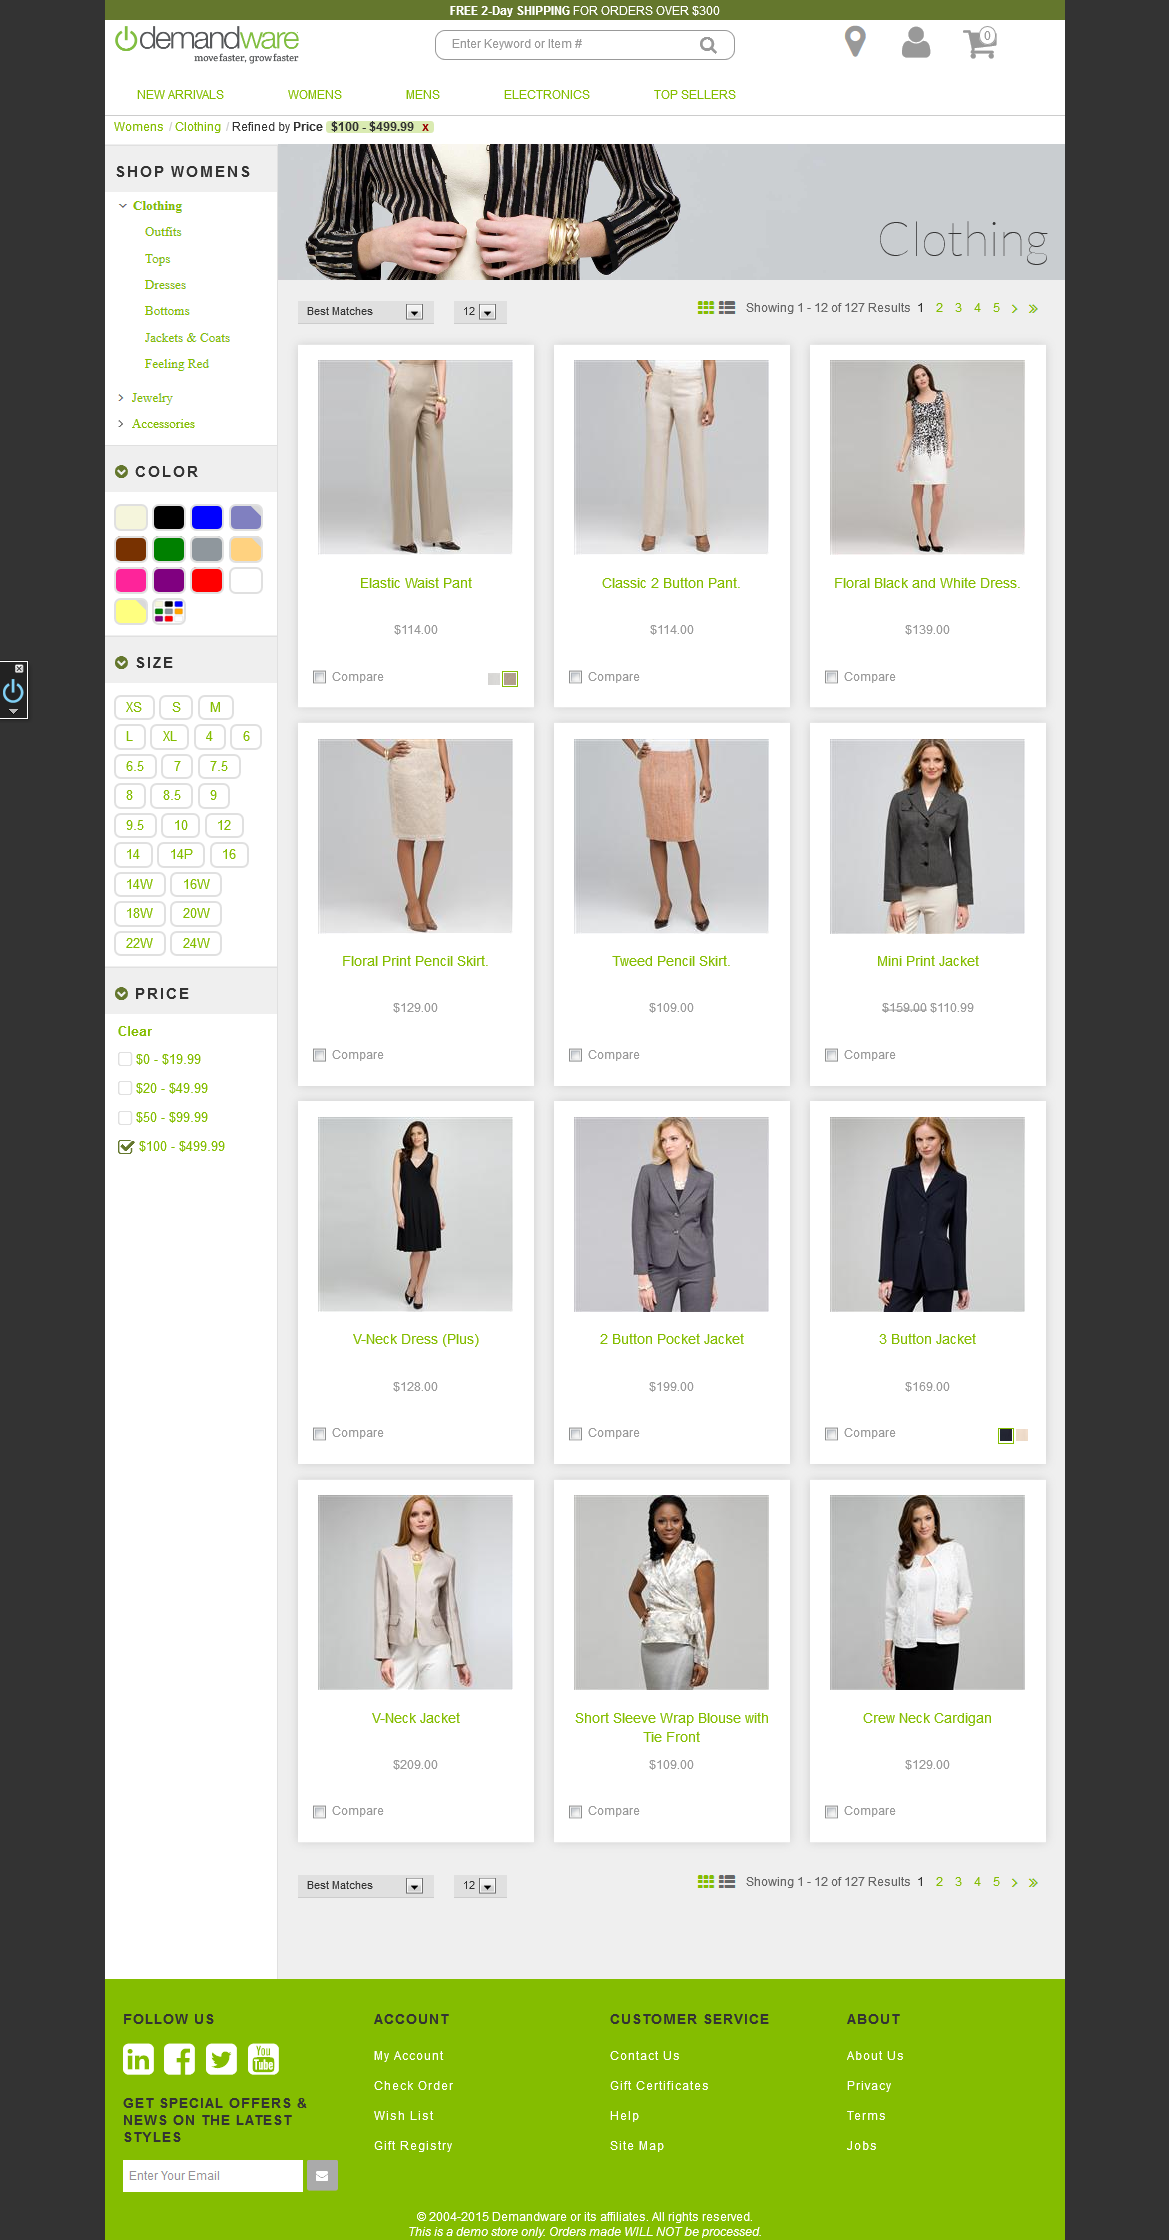 FREE 2-Day SHIPPING FOR ORDERS OVER $300
demandware
move faster, grow faster
Enter Keyword or Item #
0
NEW ARRIVALS WOMENS MENS ELECTRONICS TOP SELLERS
Womens / Clothing / Refined by Price $100 - $499.99 x
SHOP WOMENS
Clothing
Outfits
Tops
Dresses
Bottoms
Jackets & Coats
Feeling Red
Jewelry
Accessories
COLOR
SIZE
XS S M
L XL 4 6
6.5 7 7.5
8 8.5 9
9.5 10 12
14 14P 16
14W 16W
18W 20W
22W 24W
PRICE
Clear
$0 - $19.99
$20 - $49.99
$50 - $99.99
$100 - $499.99
Clothing
Best Matches 12 Showing 1 - 12 of 127 Results 1 2 3 4 5 > »
Elastic Waist Pant
$114.00
Compare
Classic 2 Button Pant.
$114.00
Compare
Floral Black and White Dress.
$139.00
Compare
Floral Print Pencil Skirt.
$129.00
Compare
Tweed Pencil Skirt.
$109.00
Compare
Mini Print Jacket
$159.00 $110.99
Compare
V-Neck Dress (Plus)
$128.00
Compare
2 Button Pocket Jacket
$199.00
Compare
3 Button Jacket
$169.00
Compare
V-Neck Jacket
$209.00
Compare
Short Sleeve Wrap Blouse with
Tie Front
$109.00
Compare
Crew Neck Cardigan
$129.00
Compare
Best Matches 12 Showing 1 - 12 of 127 Results 1 2 3 4 5 > »
FOLLOW US
in f You Tube
GET SPECIAL OFFERS &
NEWS ON THE LATEST
STYLES
Enter Your Email
ACCOUNT
My Account
Check Order
Wish List
Gift Registry
CUSTOMER SERVICE
Contact Us
Gift Certificates
Help
Site Map
ABOUT
About Us
Privacy
Terms
Jobs
© 2004-2015 Demandware or its affiliates. All rights reserved.
This is a demo store only. Orders made WILL NOT be processed.